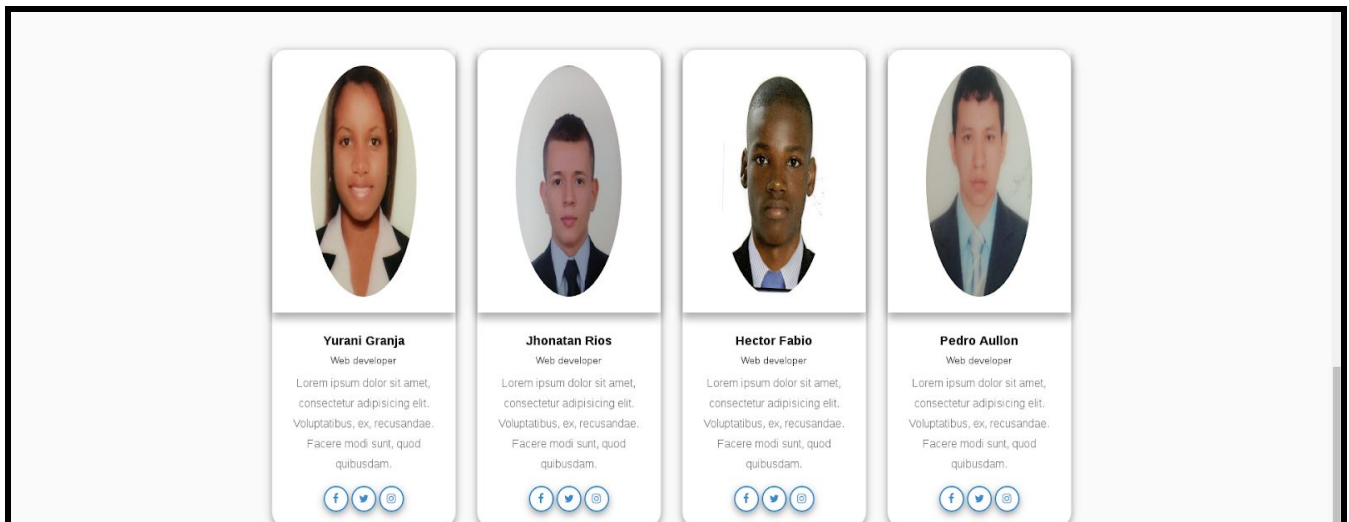 Yurani Granja
Web developer
Lorem ipsum dolor sit amet,
consectetur adipisicing elit.
Voluptatibus, ex, recusandae.
Facere modi sunt, quod
quibusdam.
Jhonatan Rios
Web developer
Lorem ipsum dolor sit amet,
consectetur adipisicing elit.
Voluptatibus, ex, recusandae.
Facere modi sunt, quod
quibusdam.
Hector Fabio
Web developer
Lorem ipsum dolor sit amet,
consectetur adipisicing elit.
Voluptatibus, ex, recusandae.
Facere modi sunt, quod
quibusdam.
Pedro Aullon
Web developer
Lorem ipsum dolor sit amet,
consectetur adipisicing elit.
Voluptatibus, ex, recusandae.
Facere modi sunt, quod
quibusdam.